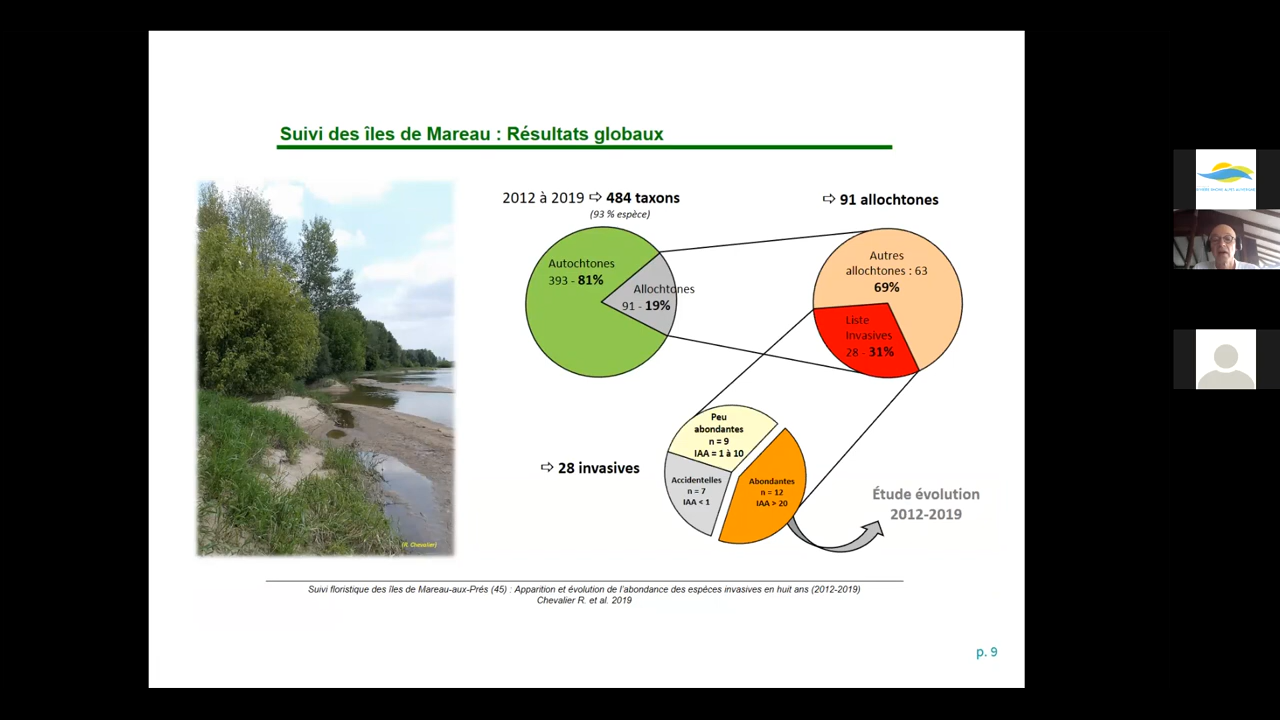 Suivi des îles de Mareau : Résultats globaux
2012 à 2019 ⇨ 484 taxons
(93 % espèce)
⇨ 91 allochtones
Autochtones
393 - 81%
Allochtones
91 - 19%
Autres
allochtones : 63
69%
Liste
Invasives
28 - 31%
⇨ 28 invasives
Peu
abondantes
n = 9
IAA = 1 à 10
Accidentelles
n = 7
IAA < 1
Abondantes
n = 12
IAA > 20
Étude évolution
2012-2019
(R. Chevalier)
Suivi floristique des îles de Mareau-aux-Prés (45) : Apparition et évolution de l'abondance des espèces invasives en huit ans (2012-2019)
Chevalier R. et al. 2019
p. 9